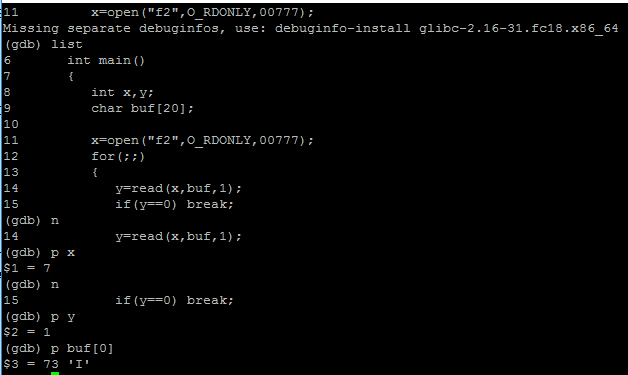 11 x=open("f2",O_RDONLY,00777);
Missing separate debuginfos, use: debuginfo-install glibc-2.16-31.fc18.x86_64
(gdb) list
6 int main()
7 {
8 int x,y;
9 char buf[20];
10
11 x=open("f2",O_RDONLY,00777);
12 for(;;)
13 {
14 y=read(x,buf,1);
15 if(y==0) break;
(gdb) n
14 y=read(x,buf,1);
(gdb) p x
$1 = 7
(gdb) n
15 if(y==0) break;
(gdb) p y
$2 = 1
(gdb) p buf[0]
$3 = 73 'I'